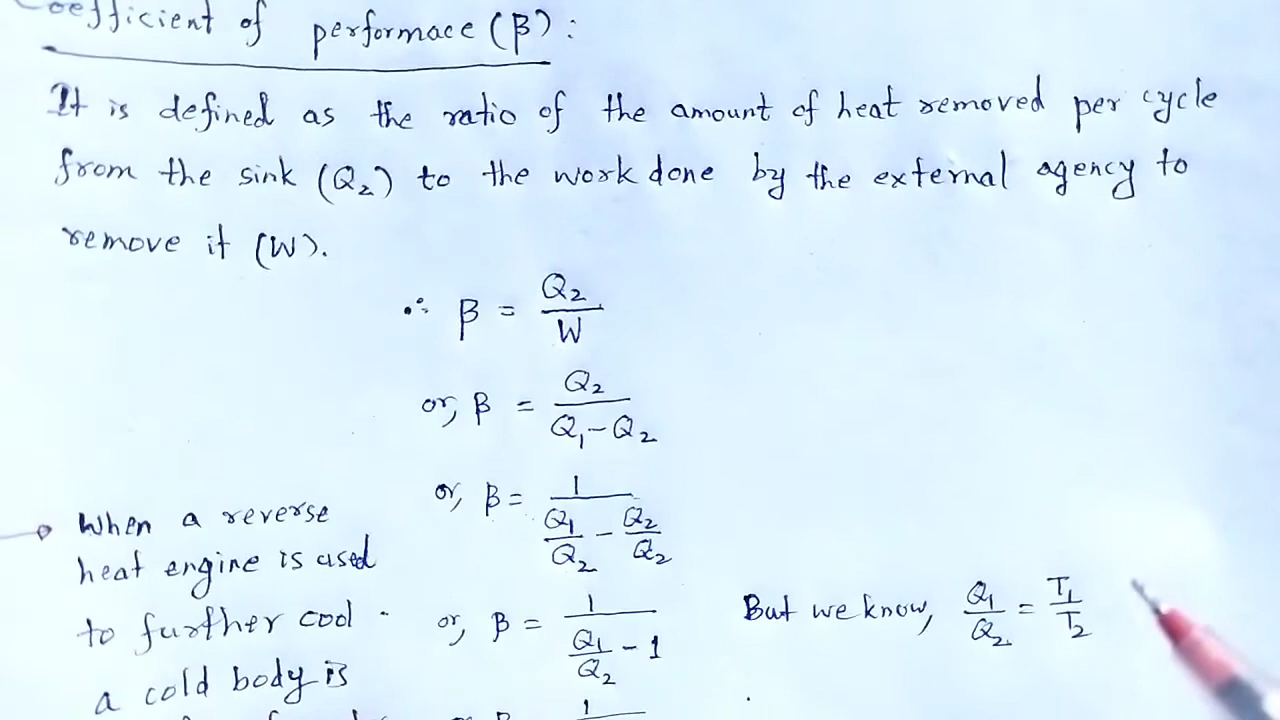 Coefficient of performace (β):
It is defined as the ratio of the amount of heat removed per cycle
from the sink (Q₂) to the work done by the external agency to
remove it (W).
∴ β = Q₂/W
or, β = Q₂/(Q₁-Q₂)
or, β = 1/(Q₁/Q₂ - Q₂/Q₂)
or, β = 1/(Q₁/Q₂ - 1)
But we know, Q₁/Q₂ = T₁/T₂
When a reverse
heat engine is used
to further cool
a cold body is